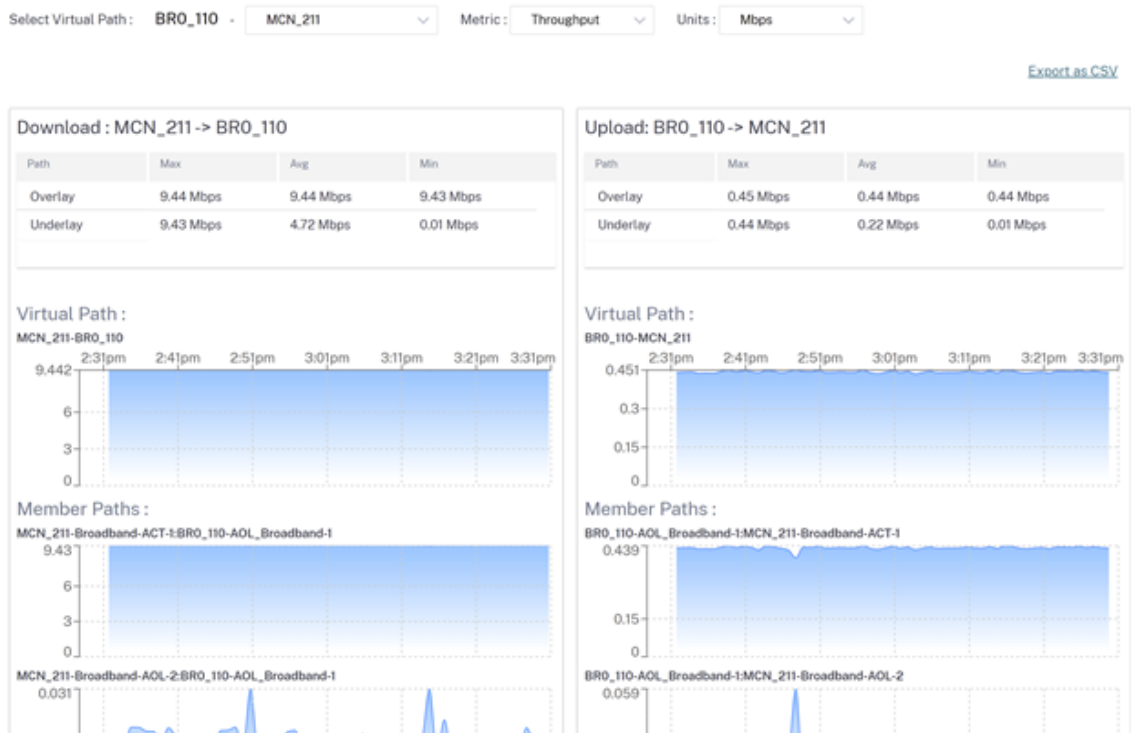 Select Virtual Path : BR0_110 - MCN_211 Metric : Throughput Units : Mbps
Export as CSV
Download : MCN_211 -> BR0_110
Path Max Avg Min
Overlay 9.44 Mbps 9.44 Mbps 9.43 Mbps
Underlay 9.43 Mbps 4.72 Mbps 0.01 Mbps
Virtual Path :
MCN_211-BR0_110
2:31pm 2:41pm 2:51pm 3:01pm 3:11pm 3:21pm 3:31pm
9.442
6
3
0
Member Paths :
MCN_211-Broadband-ACT-1:BR0_110-AOL_Broadband-1
9.43
6
3
0
MCN_211-Broadband-AOL-2:BR0_110-AOL_Broadband-1
0.031
Upload: BR0_110 -> MCN_211
Path Max Avg Min
Overlay 0.45 Mbps 0.44 Mbps 0.44 Mbps
Underlay 0.44 Mbps 0.22 Mbps 0.01 Mbps
Virtual Path :
BR0_110-MCN_211
2:31pm 2:41pm 2:51pm 3:01pm 3:11pm 3:21pm 3:31pm
0.451
0.3
0.15
0
Member Paths :
BR0_110-AOL_Broadband-1:MCN_211-Broadband-ACT-1
0.439
0.15
0
BR0_110-AOL_Broadband-1:MCN_211-Broadband-AOL-2
0.059